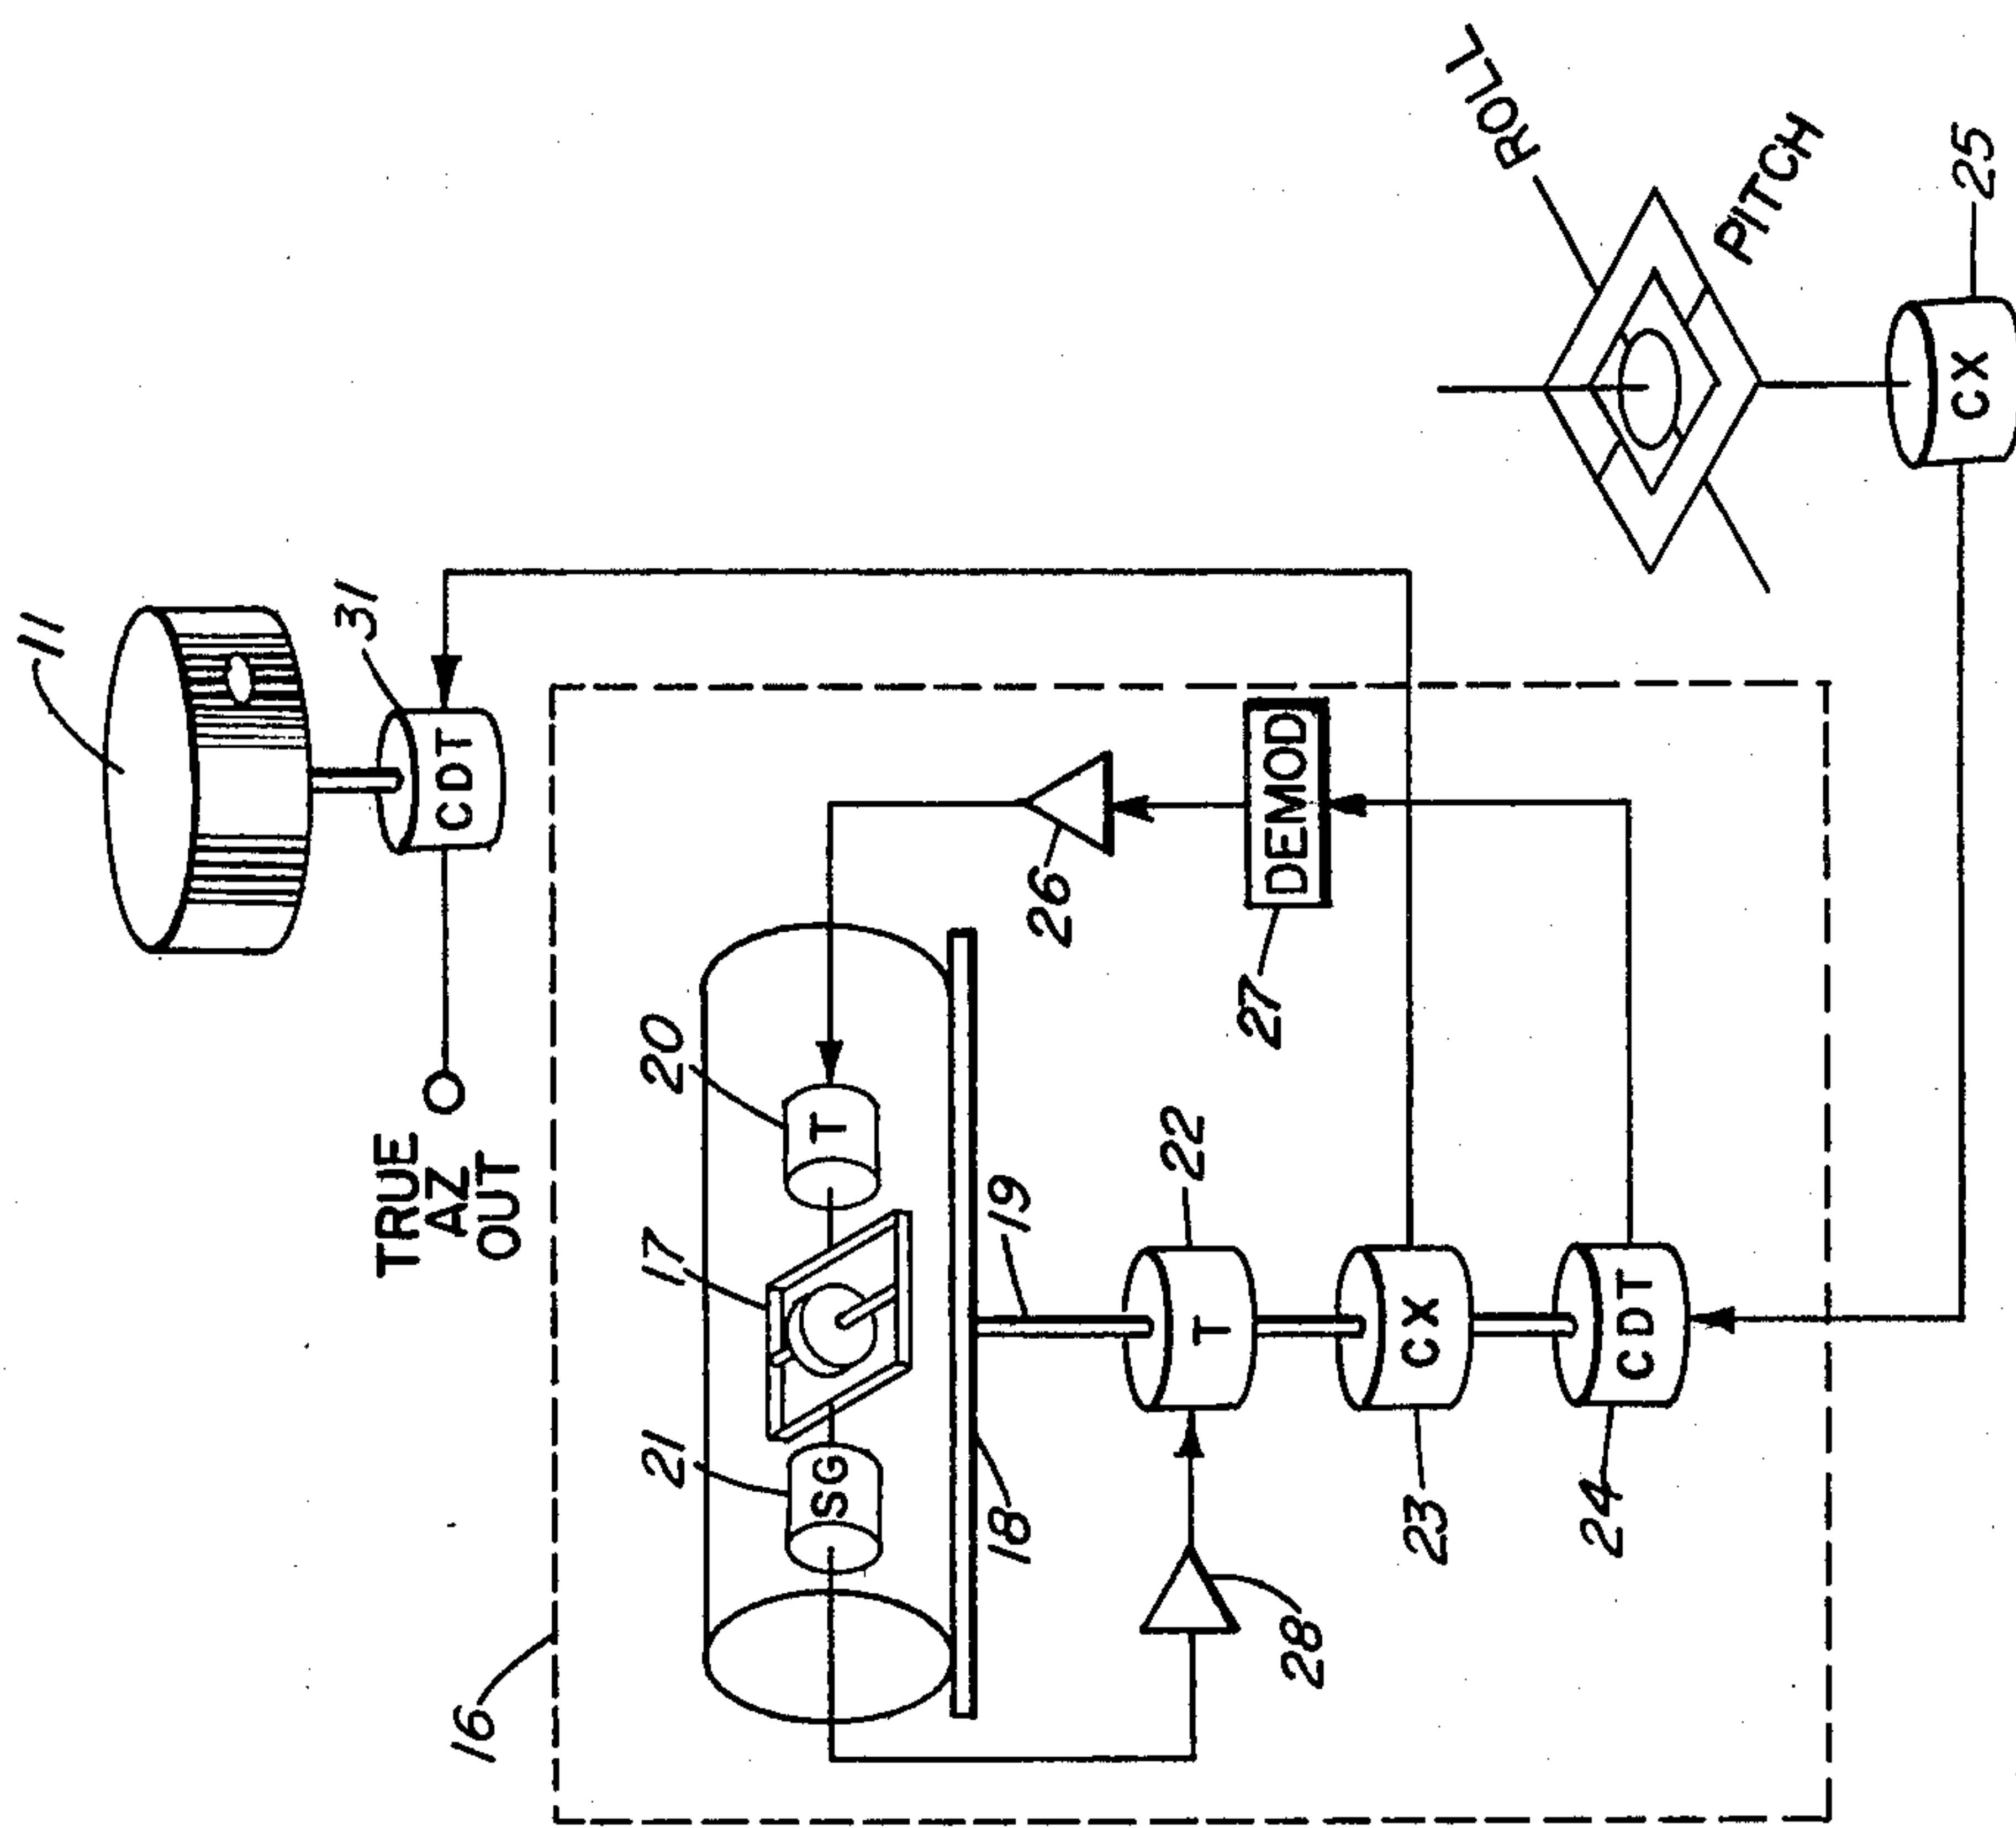 11
31
CDT
TRUE
AZ
OUT
16
20
T
17
21
SG
18
19
26
DEMOD
27
22
T
28
CX
23
CDT
24
ROLL
PITCH
CX
25